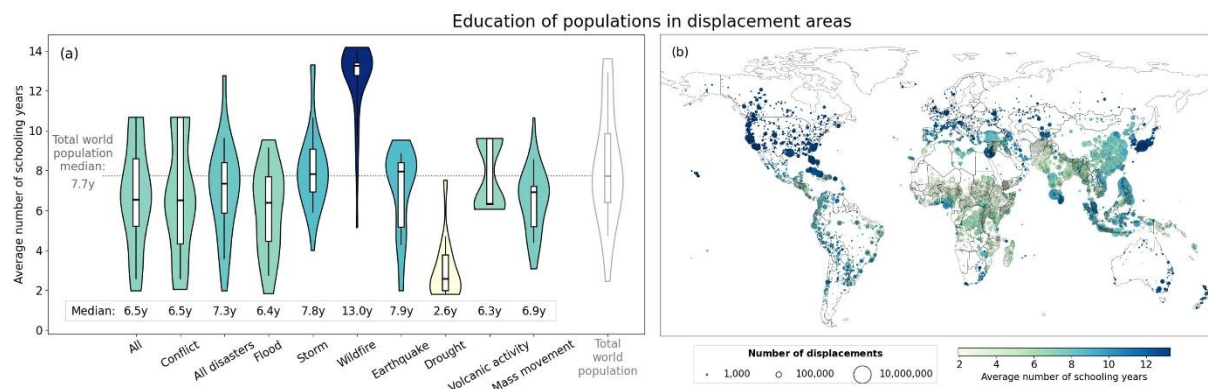 Education of populations in displacement areas
(a)
Average number of schooling years
14
12
10
8
6
4
2
0
Total world
population
median:
7.7y
Median: 6.5y 6.5y 7.3y 6.4y 7.8y 13.0y 7.9y 2.6y 6.3y 6.9y
All
Conflict
All disasters
Flood
Storm
Wildfire
Earthquake
Drought
Volcanic activity
Mass movement
Total
world
population
(b)
Number of displacements
1,000 100,000 10,000,000
2 4 6 8 10 12
Average number of schooling years